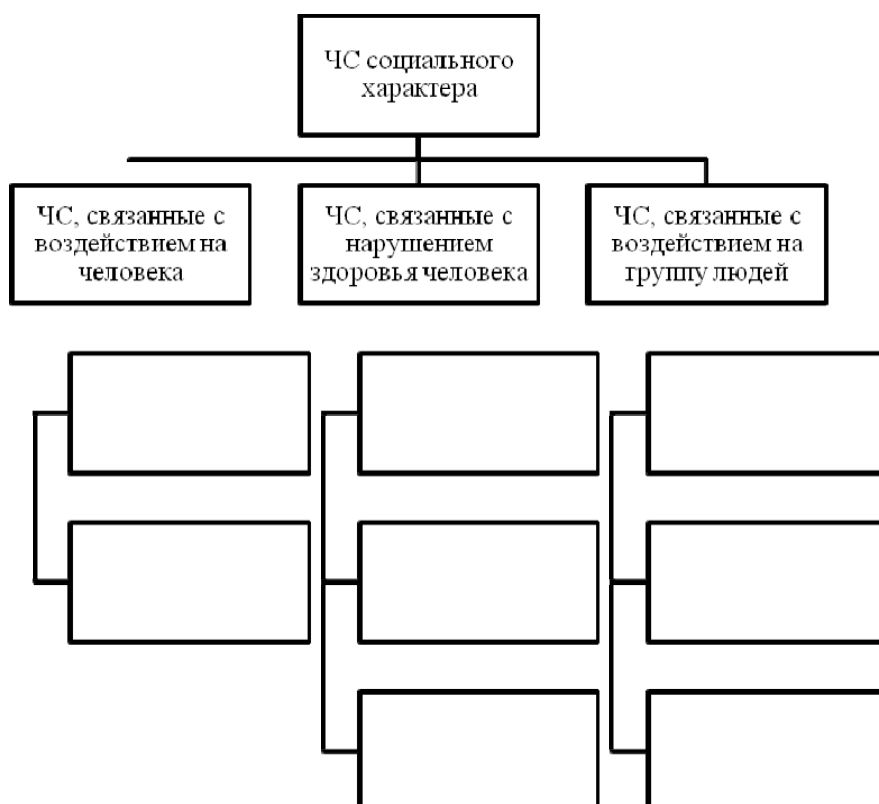 ЧС социального
характера
ЧС, связанные с
воздействием на
человека
ЧС, связанные с
нарушением
здоровья человека
ЧС, связанные с
воздействием на
группу людей